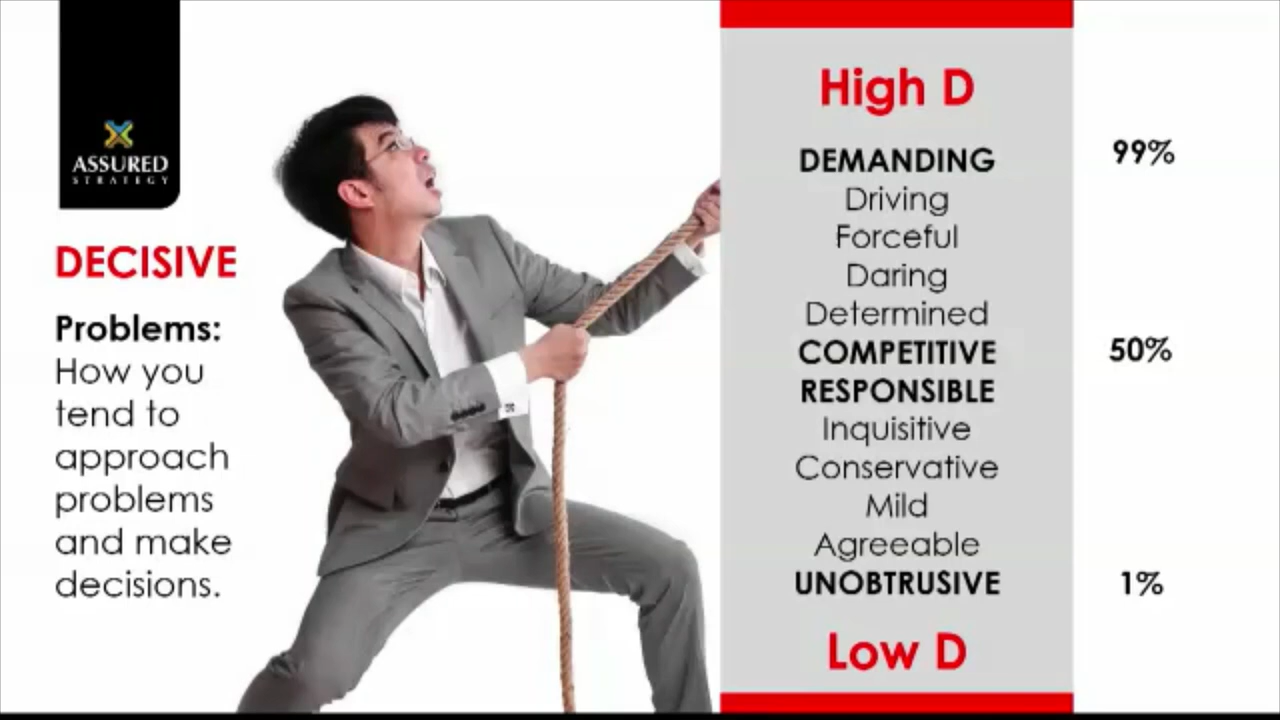 ASSURED
STRATEGY
DECISIVE
Problems:
How you
tend to
approach
problems
and make
decisions.
High D
DEMANDING
Driving
Forceful
Daring
Determined
COMPETITIVE
RESPONSIBLE
Inquisitive
Conservative
Mild
Agreeable
UNOBTRUSIVE
Low D
99%
50%
1%